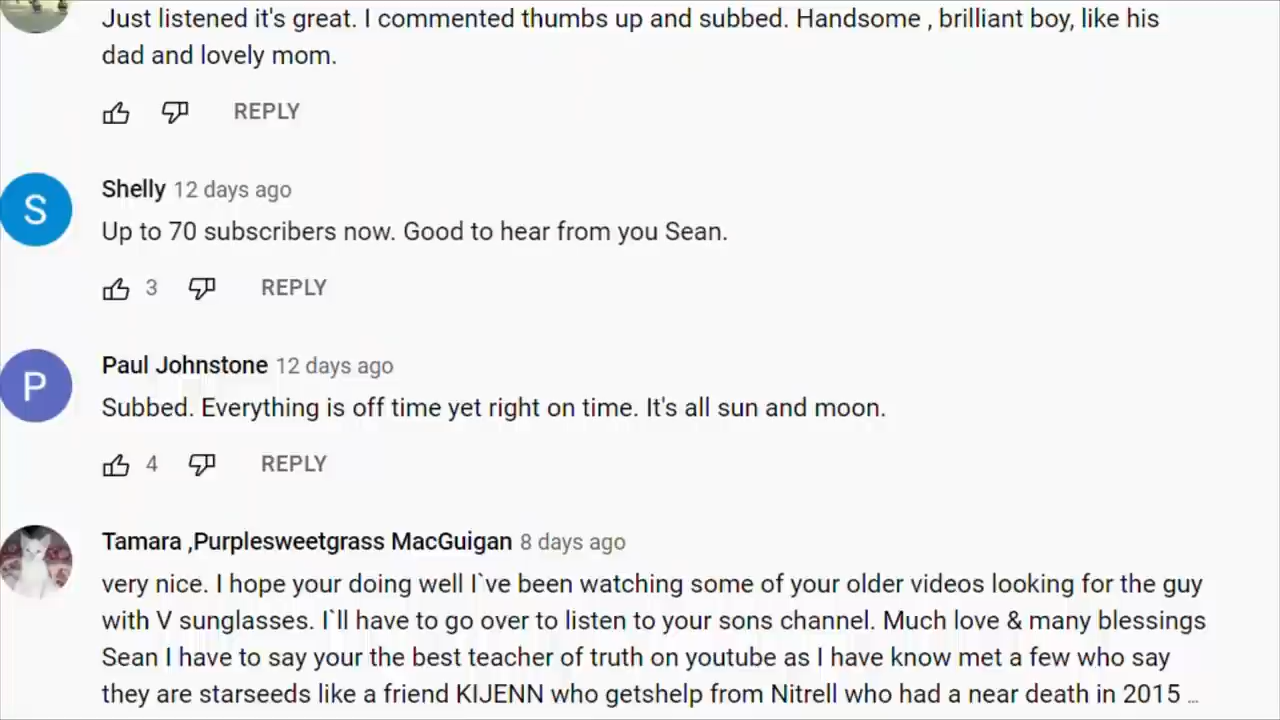 Just listened it's great. I commented thumbs up and subbed. Handsome , brilliant boy, like his
dad and lovely mom.
REPLY
S
Shelly 12 days ago
Up to 70 subscribers now. Good to hear from you Sean.
3 REPLY
P
Paul Johnstone 12 days ago
Subbed. Everything is off time yet right on time. It's all sun and moon.
4 REPLY
Tamara ,Purplesweetgrass MacGuigan 8 days ago
very nice. I hope your doing well I`ve been watching some of your older videos looking for the guy
with V sunglasses. I`ll have to go over to listen to your sons channel. Much love & many blessings
Sean I have to say your the best teacher of truth on youtube as I have know met a few who say
they are starseeds like a friend KIJENN who getshelp from Nitrell who had a near death in 2015 ...